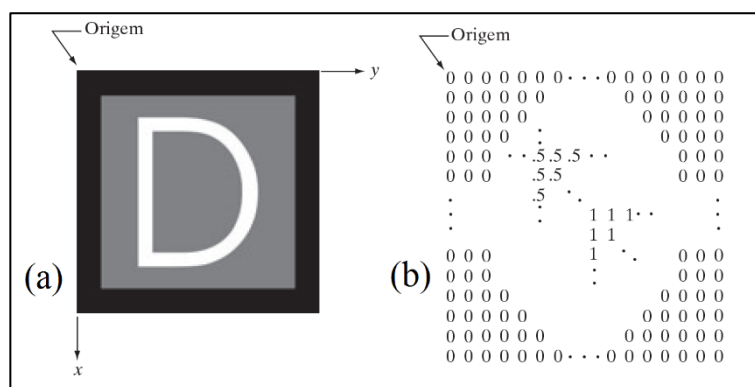 Origem
y
D
(a)
x
Origem
0 0 0 0 0 0 0 · · · 0 0 0 0 0 0 0
0 0 0 0 0 0 0 0 0 0 0 0
0 0 0 0 0 0 0 0 0 0
0 0 0 0 0 0 0 0
0 0 0 · · .5 .5 .5 · · 0 0 0
0 0 0 .5 .5 0 0 0
.5
1 1 1 · ·
1 1
0 0 0 1 0 0 0
0 0 0 0 0 0
0 0 0 0 0 0 0 0
0 0 0 0 0 0 0 0 0 0
0 0 0 0 0 0 0 0 0 0 0 0
0 0 0 0 0 0 0 · · · 0 0 0 0 0 0 0
(b)